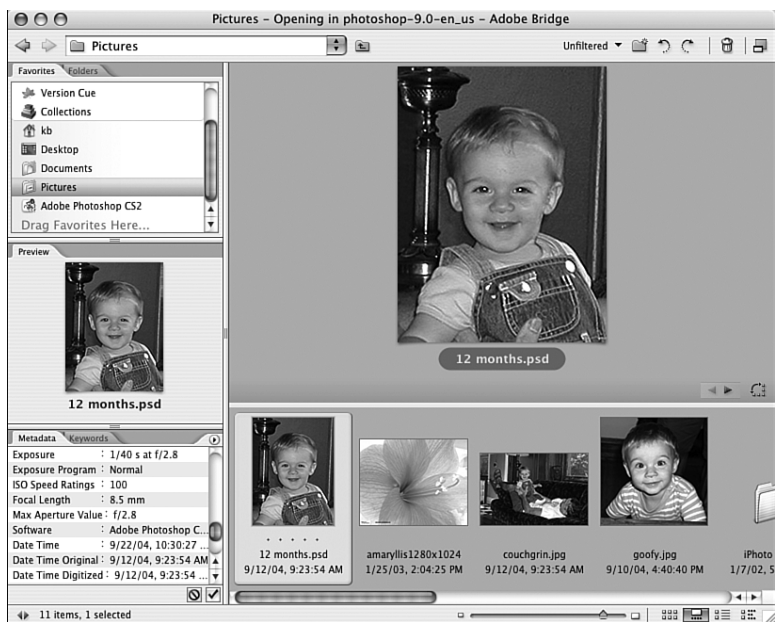 Pictures – Opening in photoshop-9.0-en_us – Adobe Bridge
Pictures
Unfiltered
Favorites Folders
Version Cue
Collections
kb
Desktop
Documents
Pictures
Adobe Photoshop CS2
Drag Favorites Here...
Preview
12 months.psd
12 months.psd
Metadata Keywords
Exposure : 1/40 s at f/2.8
Exposure Program : Normal
ISO Speed Ratings : 100
Focal Length : 8.5 mm
Max Aperture Value : f/2.8
Software : Adobe Photoshop C...
Date Time : 9/22/04, 10:30:27 ...
Date Time Original : 9/12/04, 9:23:54 AM
Date Time Digitized : 9/12/04, 9:23:54 ...
12 months.psd
9/12/04, 9:23:54 AM
amaryllis1280x1024
1/25/03, 2:04:25 PM
couchgrin.jpg
9/12/04, 9:23:54 AM
goofy.jpg
9/10/04, 4:40:40 PM
iPhoto
1/7/02, 5
11 items, 1 selected